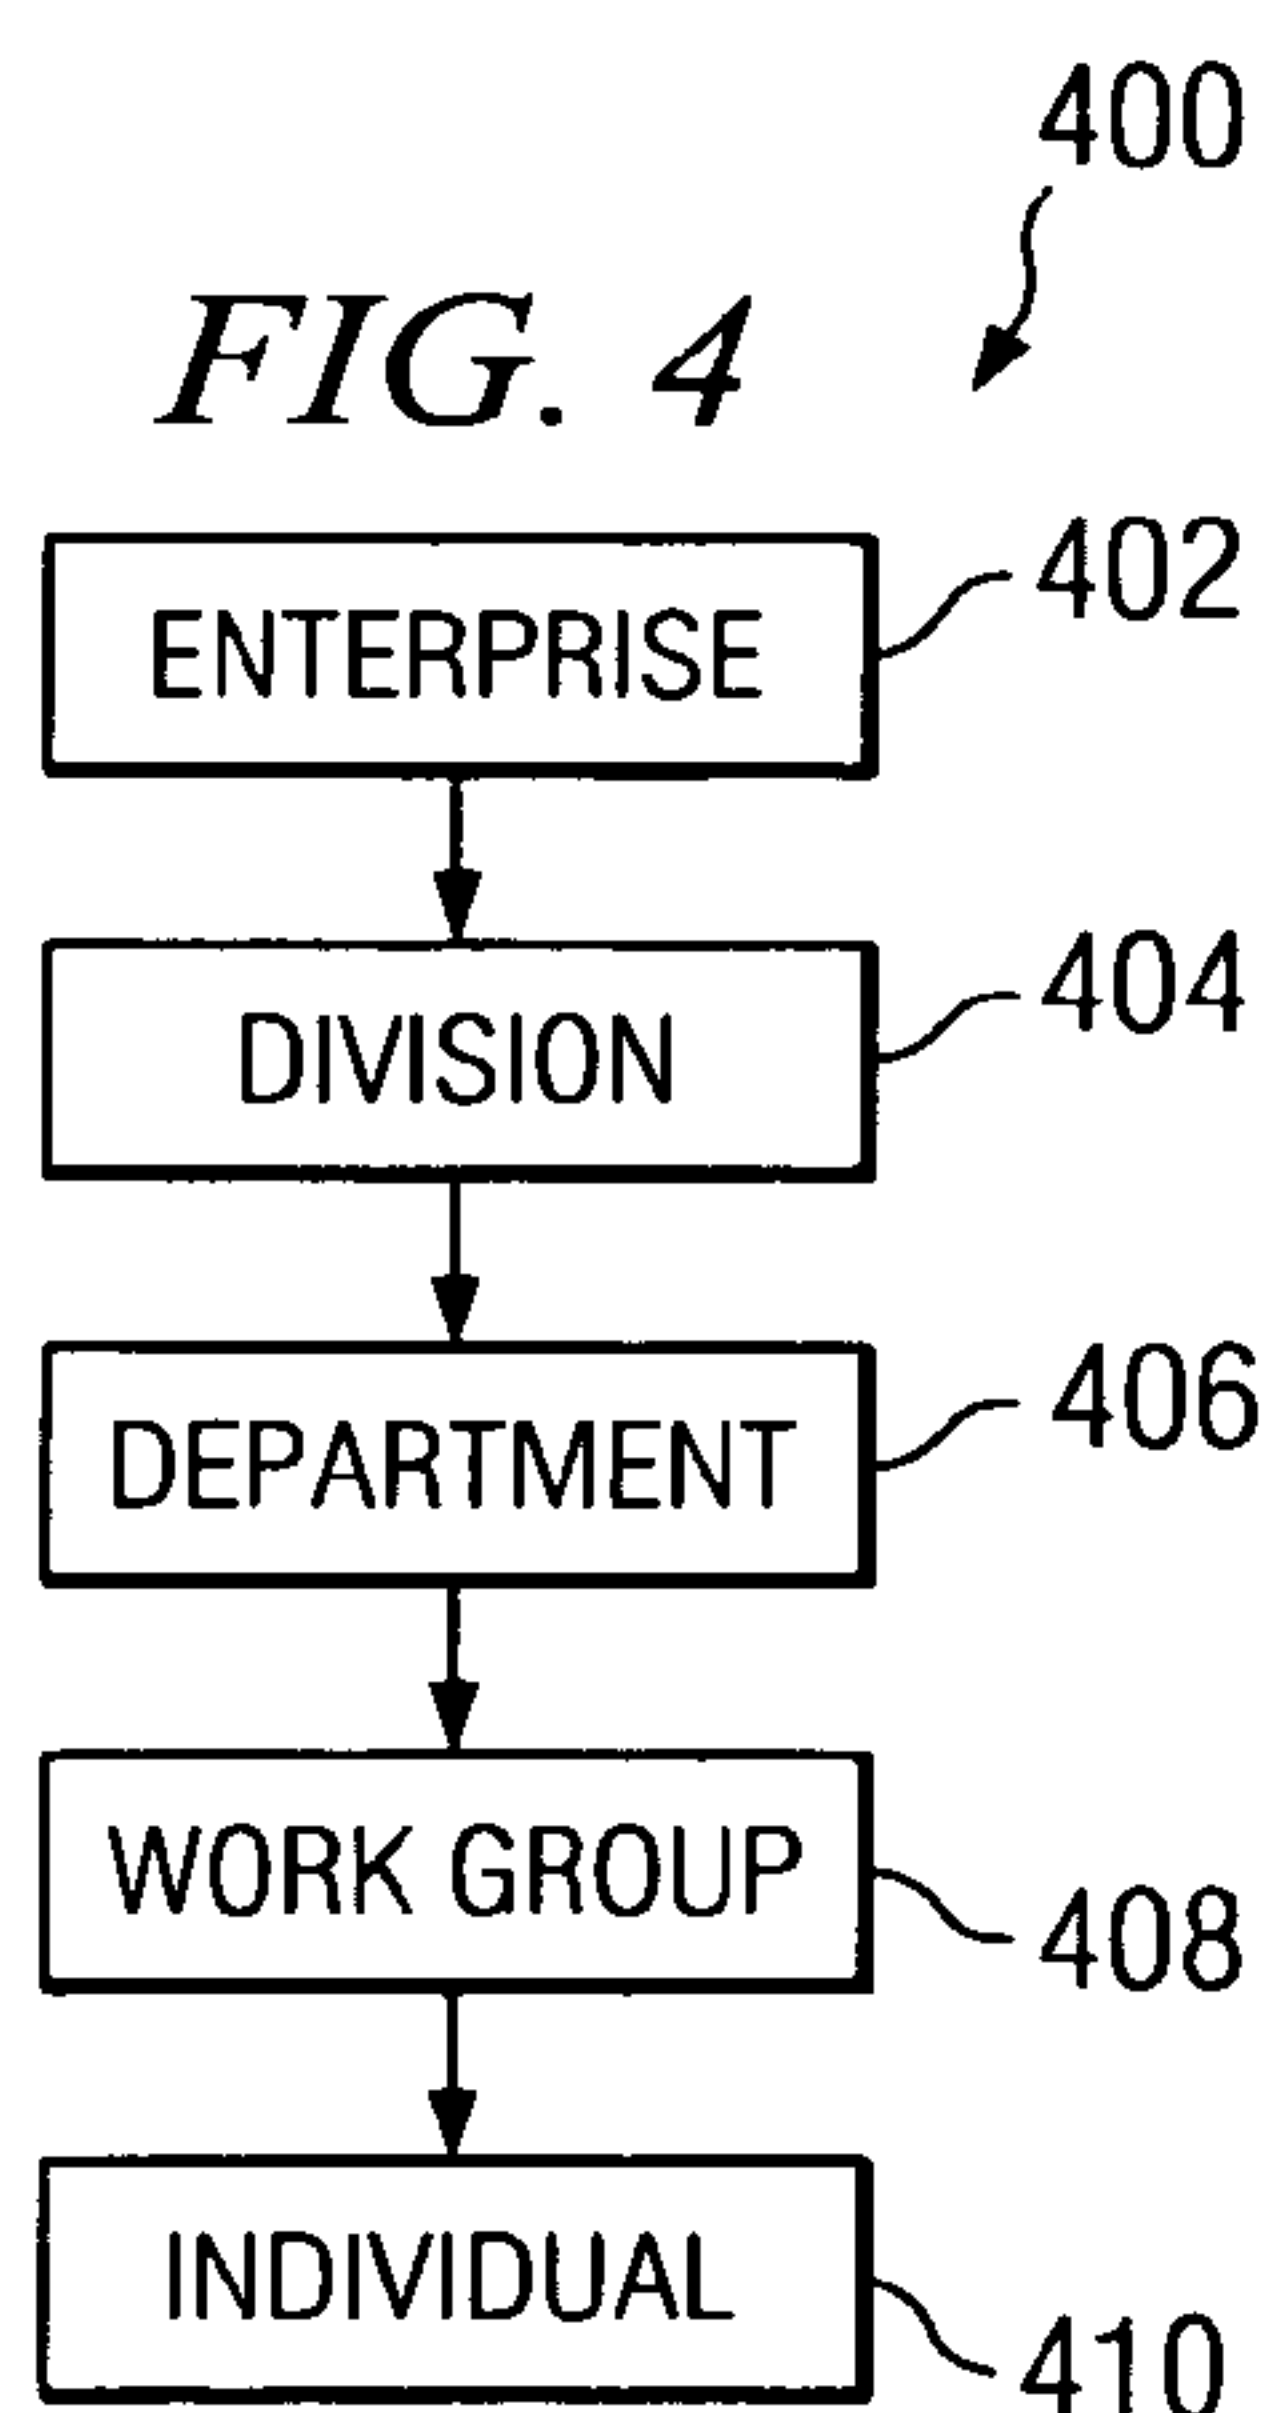 400
FIG. 4
ENTERPRISE
402
DIVISION
404
DEPARTMENT
406
WORK GROUP
408
INDIVIDUAL
410